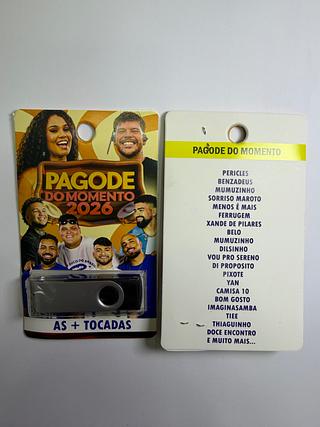 PAGODE
DO MOMENTO
2026
AS + TOCADAS
PAGODE DO MOMENTO
PERICLES
BENZADEUS
MUMUZINHO
SORRISO MAROTO
MENOS É MAIS
FERRUGEM
XANDE DE PILARES
BELO
MUMUZINHO
DILSINHO
VOU PRO SERENO
DI PROPOSITO
PIXOTE
YAN
CAMISA 10
BOM GOSTO
IMAGINASAMBA
TIEE
THIAGUINHO
DOCE ENCONTRO
E MUITO MAIS...